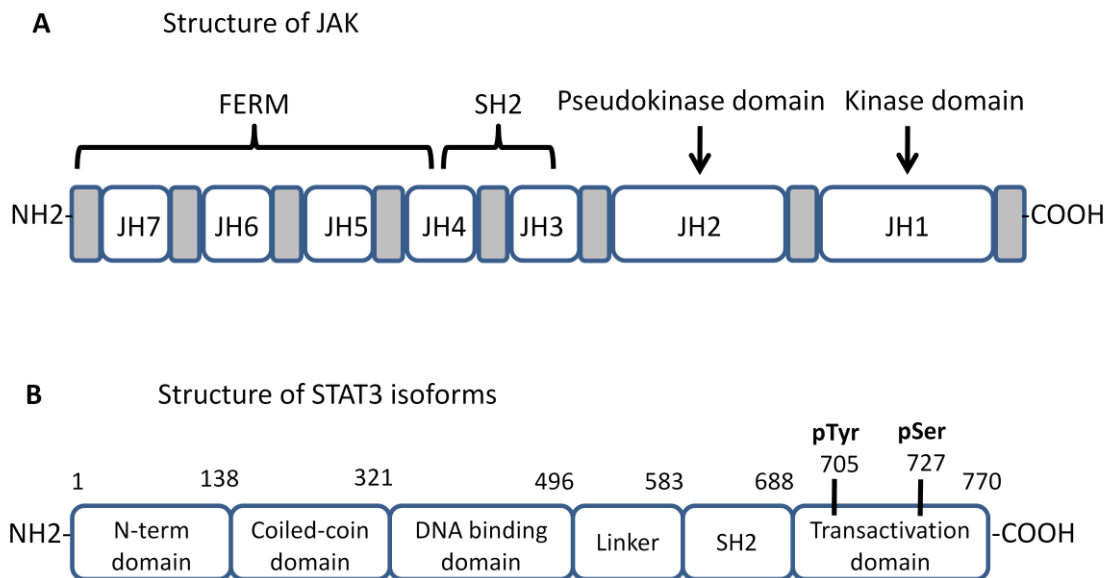 A Structure of JAK
FERM SH2 Pseudokinase domain Kinase domain
NH2- JH7 JH6 JH5 JH4 JH3 JH2 JH1 -COOH
B Structure of STAT3 isoforms
pTyr pSer
1 138 321 496 583 688 705 727 770
NH2- N-term Coiled-coin DNA binding Linker SH2 Transactivation -COOH
domain domain domain domain